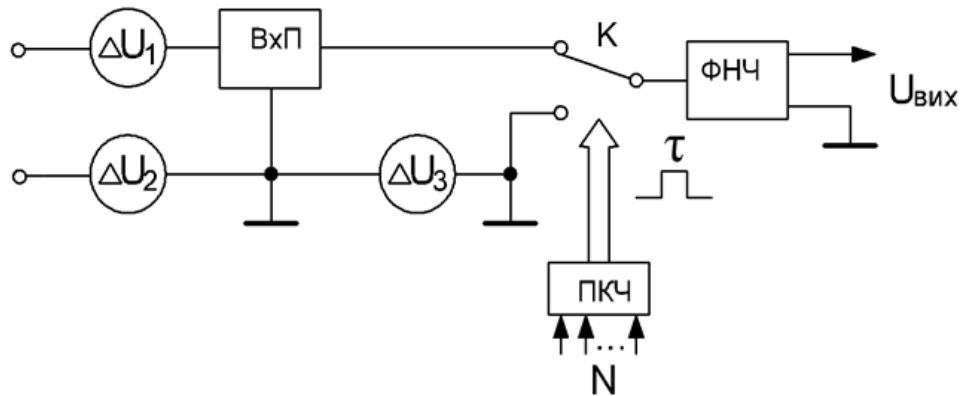 ΔU₁
ВхП
K
ФНЧ
Uвих
ΔU₂
ΔU₃
τ
ПКЧ
...
N